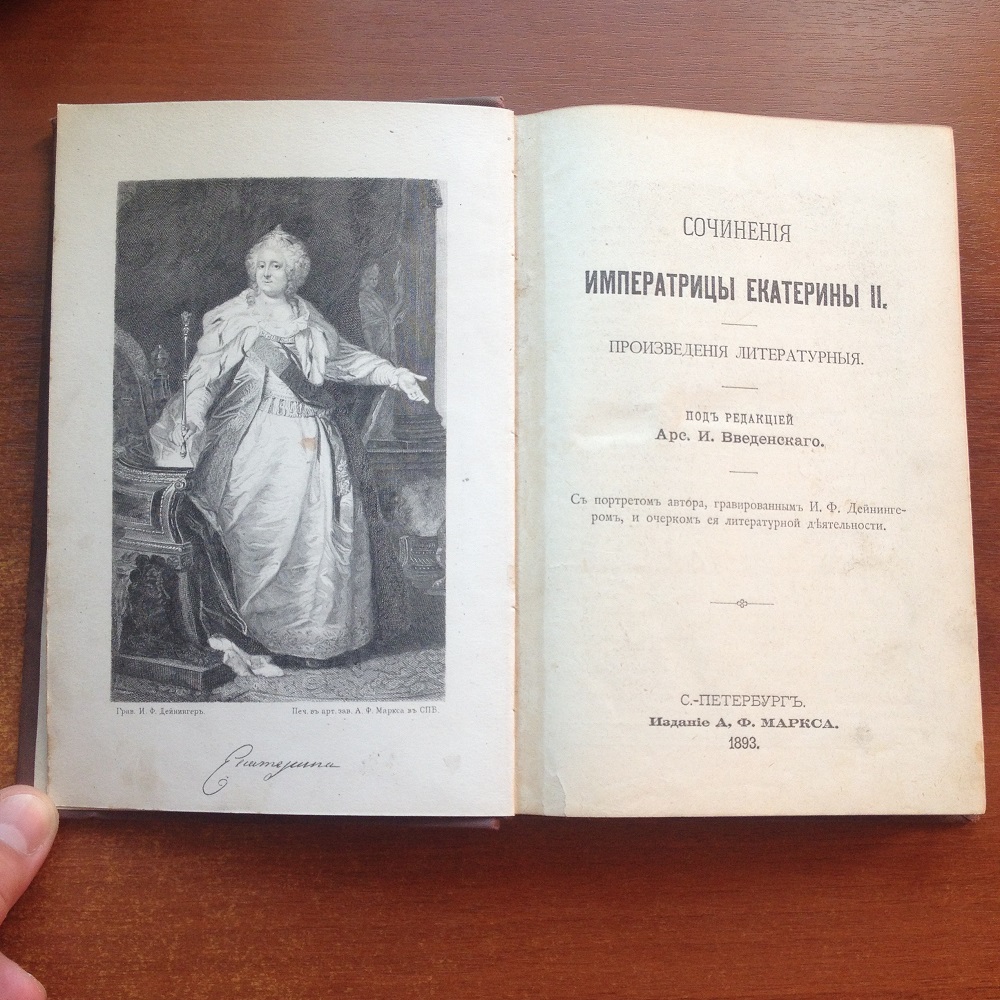 Грав. И. Ф. Дейнингеръ.
Печ. въ арт. зав. А. Ф. Маркса въ СПБ.
Екатерина
СОЧИНЕНІЯ
ИМПЕРАТРИЦЫ ЕКАТЕРИНЫ II.
ПРОИЗВЕДЕНІЯ ЛИТЕРАТУРНЫЯ.
ПОДЪ РЕДАКЦІЕЙ
Арс. И. Введенскаго.
Съ портретомъ автора, гравированнымъ И. Ф. Дейнинге-
ромъ, и очеркомъ ея литературной дѣятельности.
С.-ПЕТЕРБУРГЪ.
Изданіе А. Ф. МАРКСА.
1893.